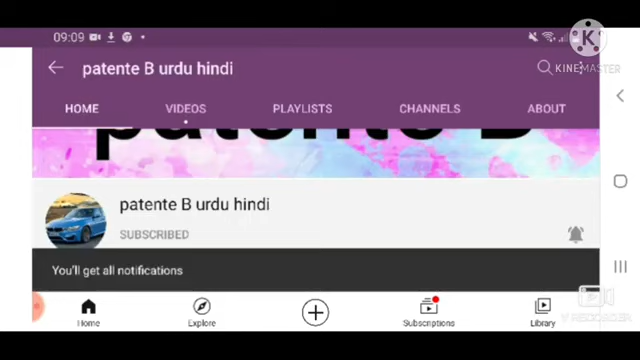 09:09
KINEMASTER
patente B urdu hindi
HOME VIDEOS PLAYLISTS CHANNELS ABOUT
patente B
patente B urdu hindi
SUBSCRIBED
You'll get all notifications
Home Explore Subscriptions Library
V RECORDER